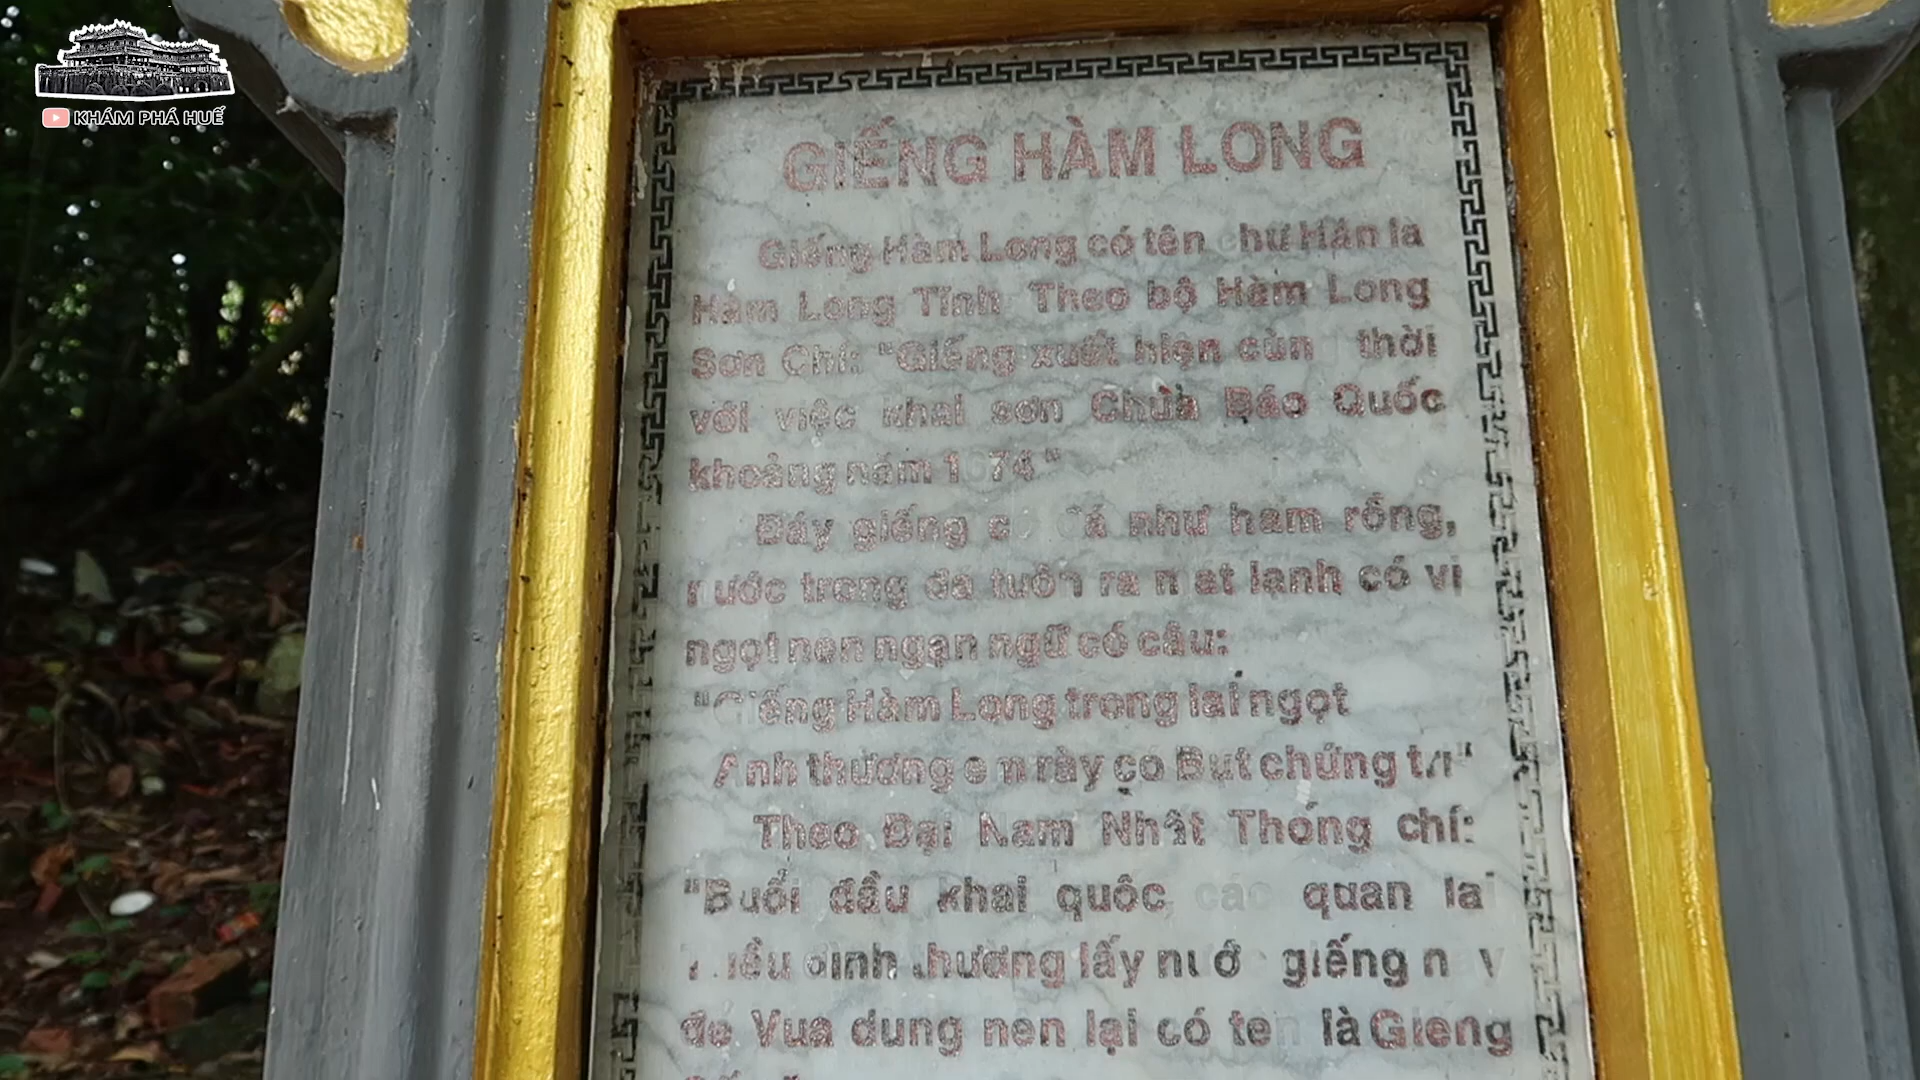 KHÁM PHÁ HUẾ
GIẾNG HÀM LONG
Giếng Hàm Long có tên chữ Hán là
Hàm Long Tĩnh Theo bộ Hàm Long
Sơn Chí: "Giếng xuất hiện cùng thời
với việc khai sơn Chùa Báo Quốc
khoảng năm 1674"
Đáy giếng có đá như hàm rồng,
nước trong đá tuôn ra mát lạnh có vị
ngọt nên ngạn ngữ có câu:
"Giếng Hàm Long trong lại ngọt
Anh thương em rày có Bụt chứng tri"
Theo Đại Nam Nhất Thống chí:
"Buổi đầu khai quốc, các quan lại
triều đình thường lấy nước giếng này
để Vua dùng nên lại có tên là Giếng